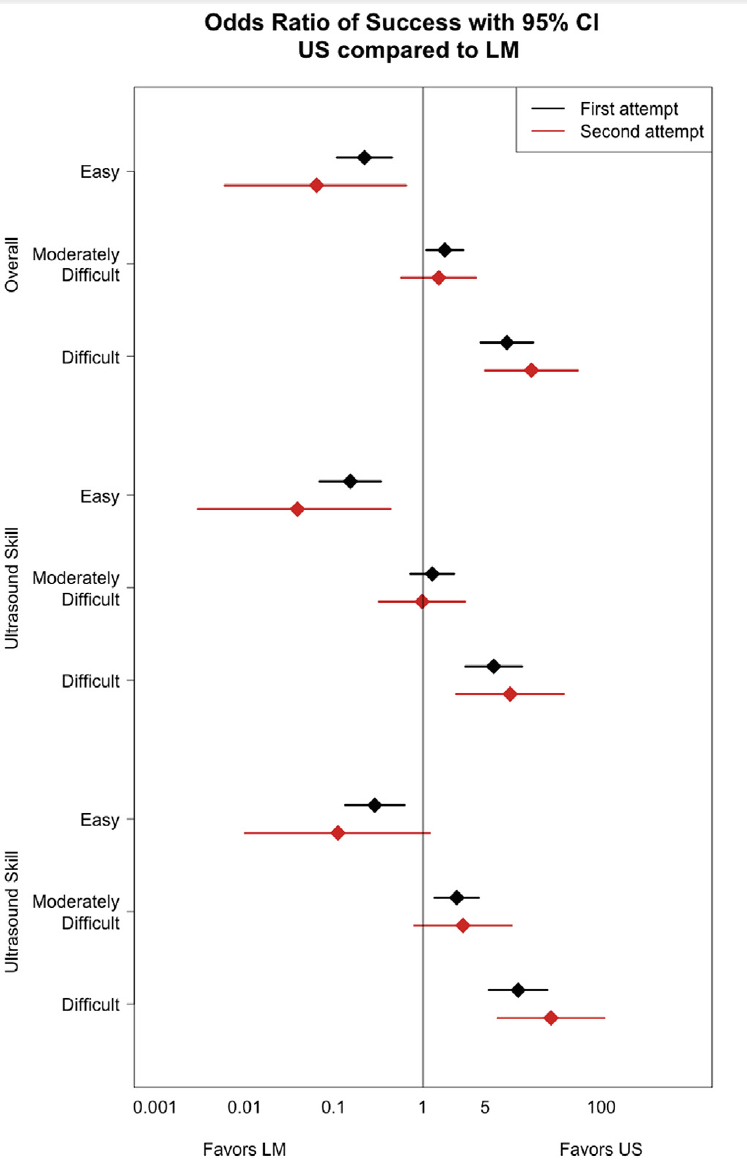 Odds Ratio of Success with 95% CI
US compared to LM
First attempt
Second attempt
Overall
Easy
Moderately
Difficult
Difficult
Ultrasound Skill
Easy
Moderately
Difficult
Difficult
Ultrasound Skill
Easy
Moderately
Difficult
Difficult
0.001 0.01 0.1 1 5 100
Favors LM Favors US